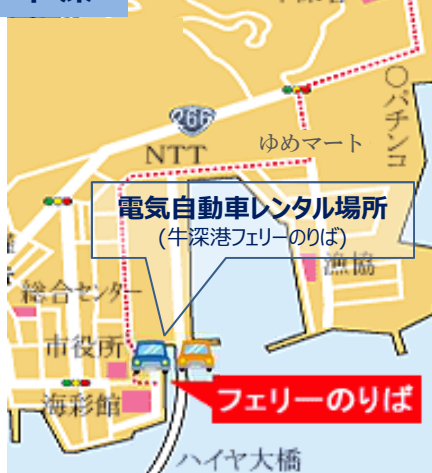 266
パチンコ
ゆめマート
NTT
電気自動車レンタル場所
(牛深港フェリーのりば)
漁協
総合センター
市役所
フェリーのりば
海彩館
ハイヤ大橋